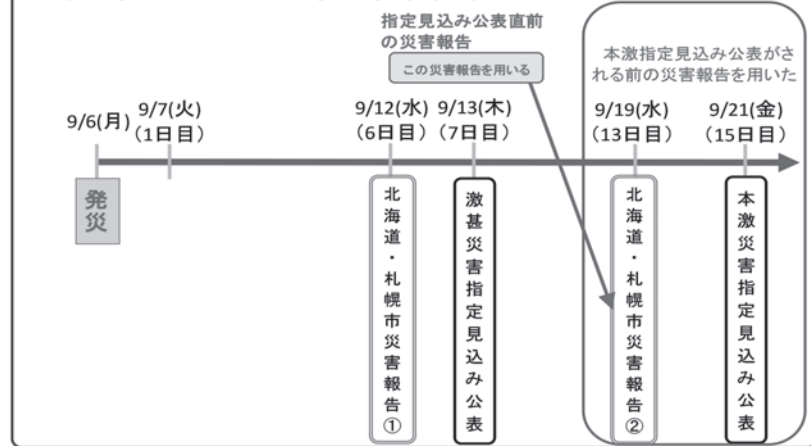 指定見込み公表直前
の災害報告
この災害報告を用いる
本激指定見込み公表がさ
れる前の災害報告を用いた
9/6(月)
9/7(火)
(1日目)
9/12(水)
(6日目)
9/13(木)
(7日目)
9/19(水)
(13日目)
9/21(金)
(15日目)
発災
北海道・札幌市災害報告①
激甚災害指定見込み公表
北海道・札幌市災害報告②
本激災害指定見込み公表